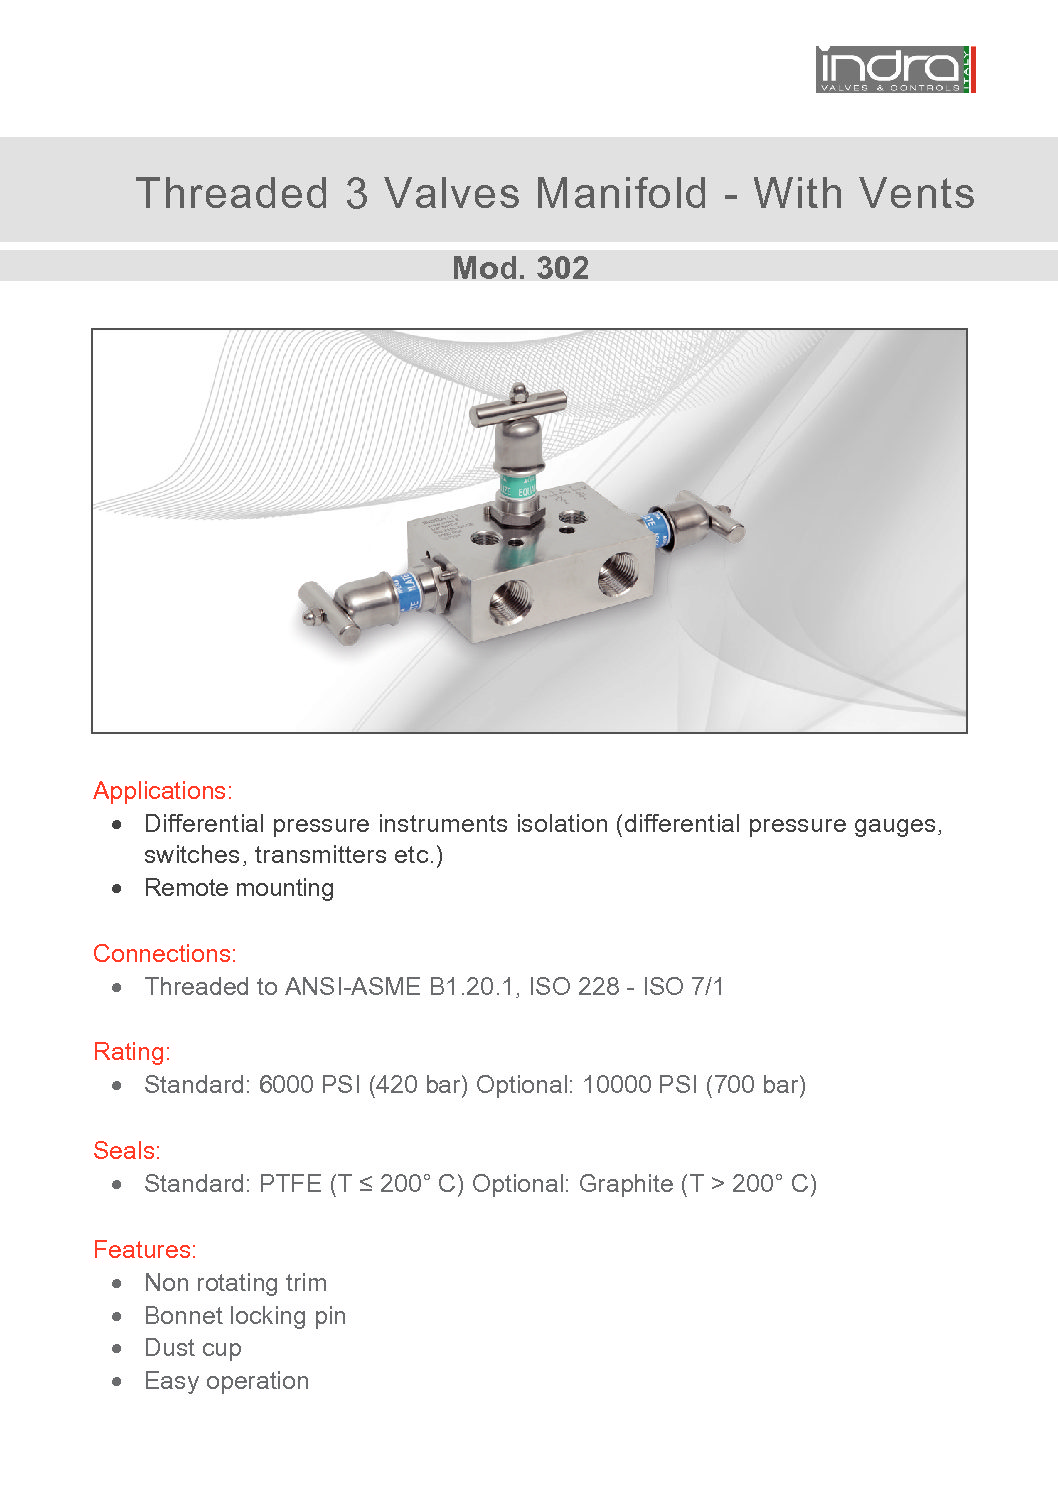 indra
ITALY
VALVES & CONTROLS
Threaded 3 Valves Manifold - With Vents
Mod. 302
Applications:
• Differential pressure instruments isolation (differential pressure gauges,
switches, transmitters etc.)
• Remote mounting
Connections:
• Threaded to ANSI-ASME B1.20.1, ISO 228 - ISO 7/1
Rating:
• Standard: 6000 PSI (420 bar) Optional: 10000 PSI (700 bar)
Seals:
• Standard: PTFE (T ≤ 200° C) Optional: Graphite (T > 200° C)
Features:
• Non rotating trim
• Bonnet locking pin
• Dust cup
• Easy operation